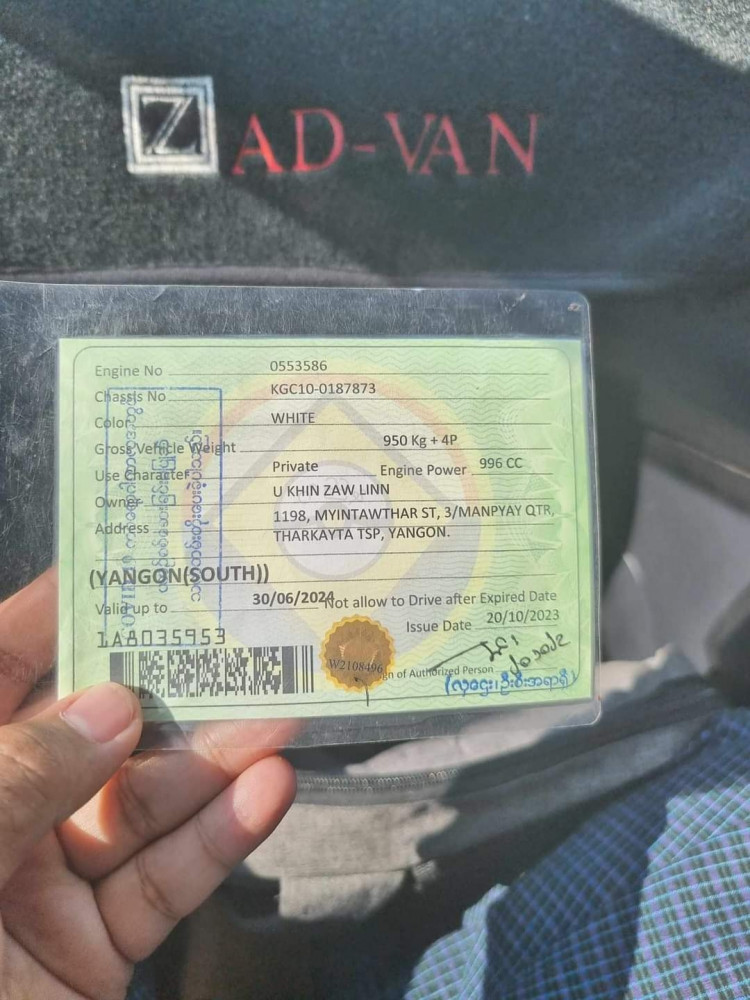 Z AD-VAN
Engine No 0553586
Chassis No KGC10-0187873
Color WHITE
Gross Vehicle Weight 950 Kg + 4P
Use Character Private Engine Power 996 CC
Owner U KHIN ZAW LINN
Address 1198, MYINTAWTHAR ST, 3/MANPYAY QTR,
THARKAYTA TSP, YANGON.
(YANGON(SOUTH))
Valid up to 30/06/2024 Not allow to Drive after Expired Date
Issue Date 20/10/2023
1AA035953
W2108496
Sign of Authorized Person